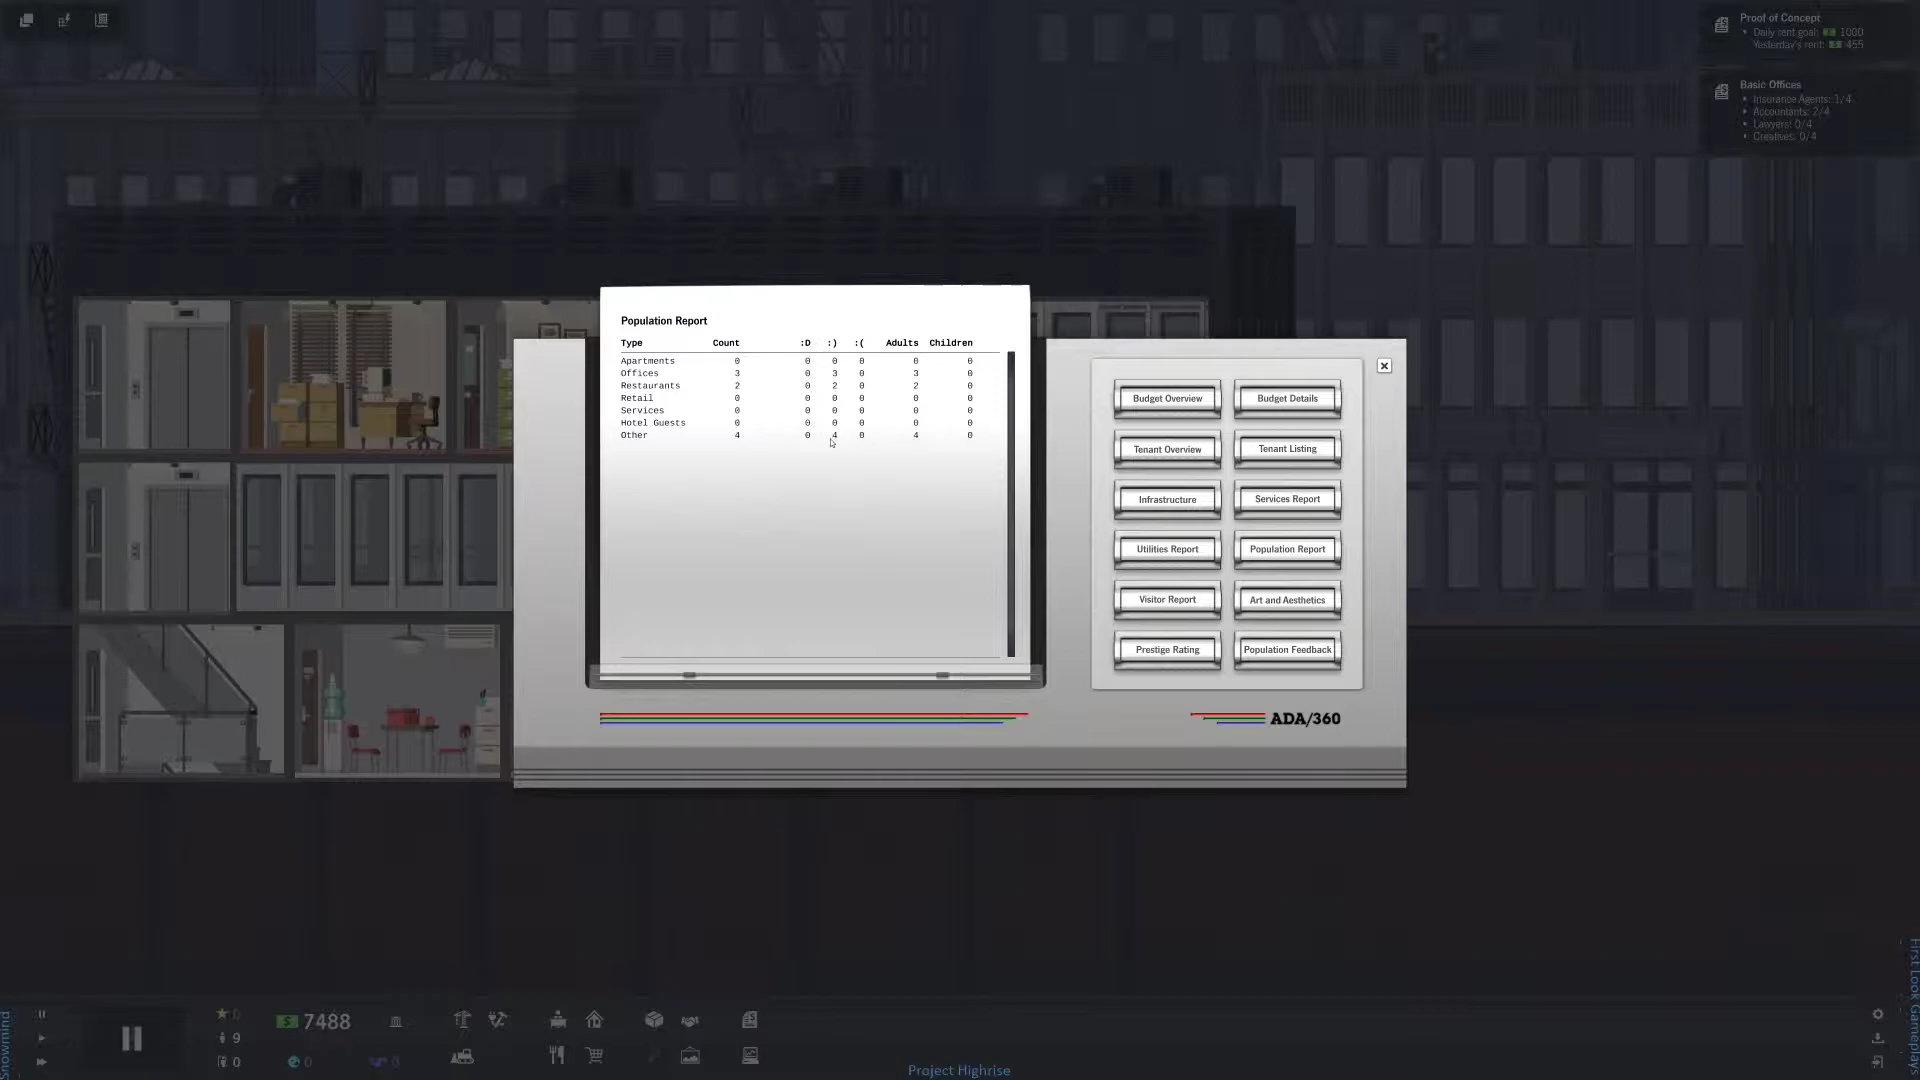 Proof of Concept
Daily rent goal: 1000
Yesterday's rent: 455
Basic Offices
Insurance Agents: 1/4
Accountants: 2/4
Lawyers: 0/4
Creatives: 0/4
Population Report
Type Count :D :) :( Adults Children
Apartments 0 0 0 0 0 0
Offices 3 0 3 0 3 0
Restaurants 2 0 2 0 2 0
Retail 0 0 0 0 0 0
Services 0 0 0 0 0 0
Hotel Guests 0 0 0 0 0 0
Other 4 0 4 0 4 0
Budget Overview Budget Details
Tenant Overview Tenant Listing
Infrastructure Services Report
Utilities Report Population Report
Visitor Report Art and Aesthetics
Prestige Rating Population Feedback
ADA/360
0
9
0
$ 7488
0
0
Project Highrise
Snowmind
First Look Gameplays